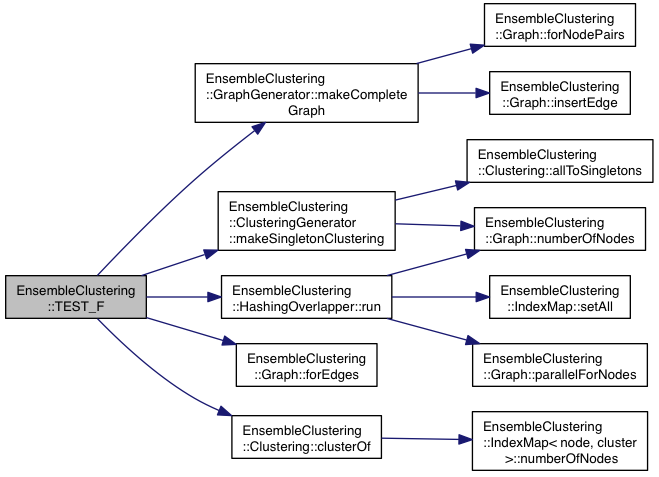 EnsembleClustering
::TEST_F
EnsembleClustering
::GraphGenerator::makeComplete
Graph
EnsembleClustering
::Graph::forNodePairs
EnsembleClustering
::Graph::insertEdge
EnsembleClustering
::ClusteringGenerator
::makeSingletonClustering
EnsembleClustering
::Clustering::allToSingletons
EnsembleClustering
::Graph::numberOfNodes
EnsembleClustering
::HashingOverlapper::run
EnsembleClustering
::IndexMap::setAll
EnsembleClustering
::Graph::parallelForNodes
EnsembleClustering
::Graph::forEdges
EnsembleClustering
::Clustering::clusterOf
EnsembleClustering
::IndexMap< node, cluster
>::numberOfNodes